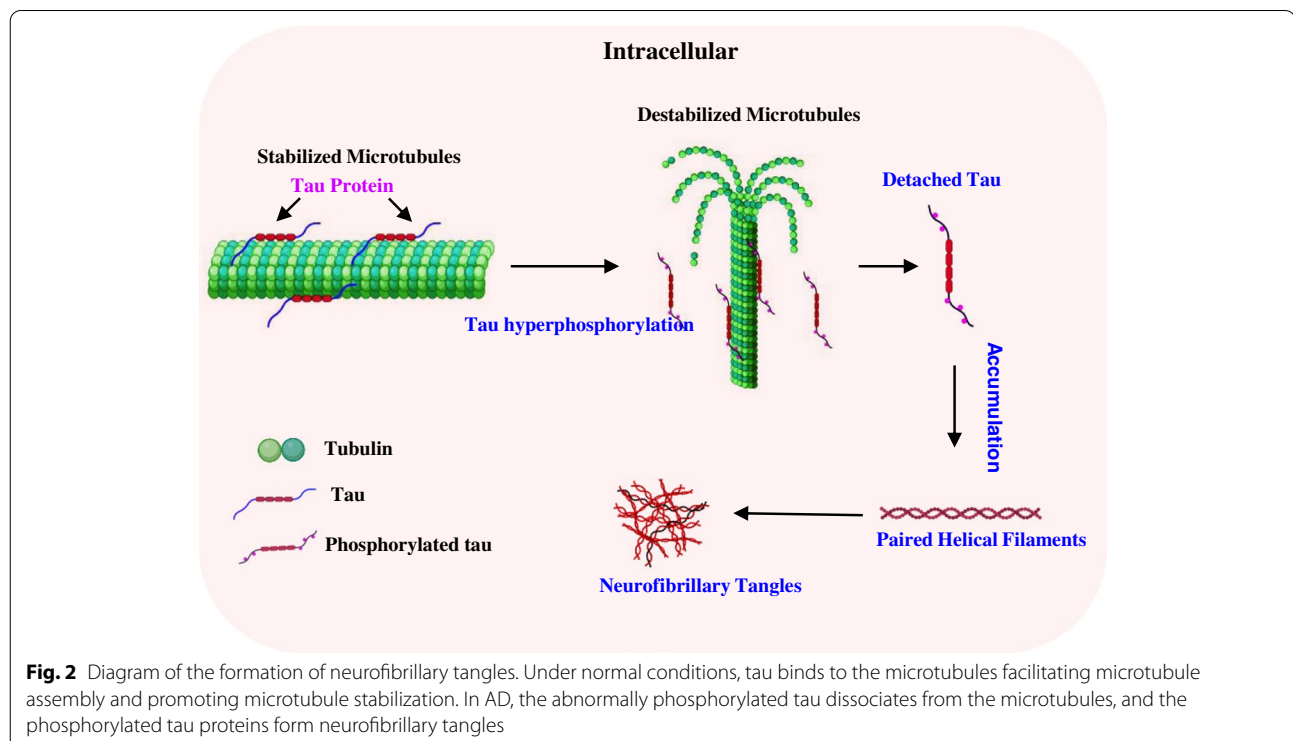 Intracellular
Destabilized Microtubules
Stabilized Microtubules
Tau Protein
Detached Tau
Tau hyperphosphorylation
Accumulation
Tubulin
Tau
Phosphorylated tau
Paired Helical Filaments
Neurofibrillary Tangles
Fig. 2 Diagram of the formation of neurofibrillary tangles. Under normal conditions, tau binds to the microtubules facilitating microtubule
assembly and promoting microtubule stabilization. In AD, the abnormally phosphorylated tau dissociates from the microtubules, and the
phosphorylated tau proteins form neurofibrillary tangles